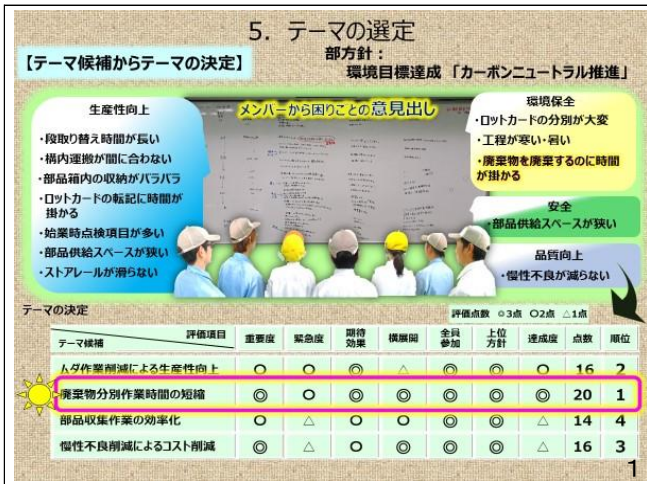 5. テーマの選定
【テーマ候補からテーマの決定】
部方針：
環境目標達成 「カーボンニュートラル推進」
メンバーから困りごとの意見出し
生産性向上
・段取り替え時間が長い
・構内運搬が間に合わない
・部品箱内の収納がバラバラ
・ロットカードの転記に時間が
掛かる
・始業時点検項目が多い
・部品供給スペースが狭い
・ストアレールが滑らない
環境保全
・ロットカードの分別が大変
・工程が寒い・暑い
・廃棄物を廃棄するのに時間
が掛かる
安全
・部品供給スペースが狭い
品質向上
・慢性不良が減らない
テーマの決定
評価点数 ◎3点 〇2点 △1点
テーマ候補 評価項目 重要度 緊急度 期待効果 横展開 全員参加 上位方針 達成度 点数 順位
ムダ作業削減による生産性向上 〇 〇 ◎ △ ◎ ◎ 〇 16 2
廃棄物分別作業時間の短縮 ◎ 〇 ◎ ◎ ◎ ◎ ◎ 20 1
部品収集作業の効率化 〇 △ 〇 〇 ◎ ◎ △ 14 4
慢性不良削減によるコスト削減 ◎ △ 〇 ◎ ◎ ◎ △ 16 3
1